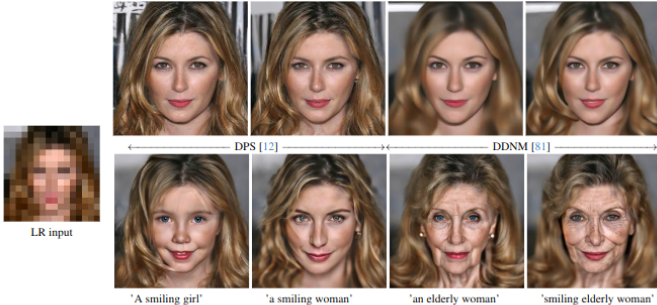 DPS [12] DDNM [81]
LR input
'A smiling girl' 'a smiling woman' 'an elderly woman' 'smiling elderly woman'